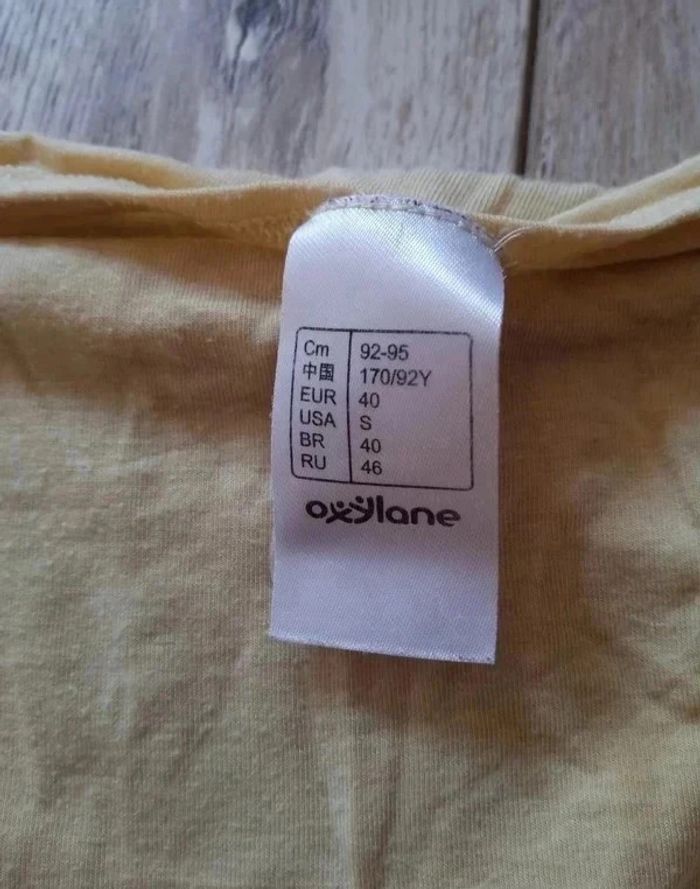 Cm 92-95
中国 170/92Y
EUR 40
USA S
BR 40
RU 46
oxylane